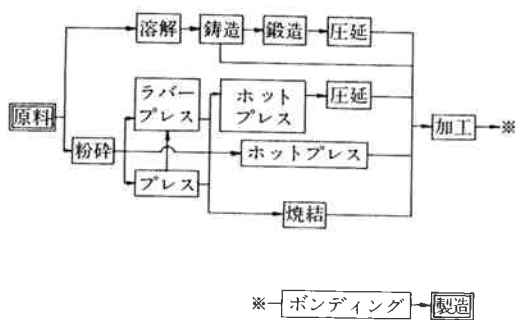 溶解
鋳造
鍛造
圧延
ラバー
プレス
ホット
プレス
圧延
原料
加工
※
粉砕
ホットプレス
プレス
焼結
※
ボンディング
製造